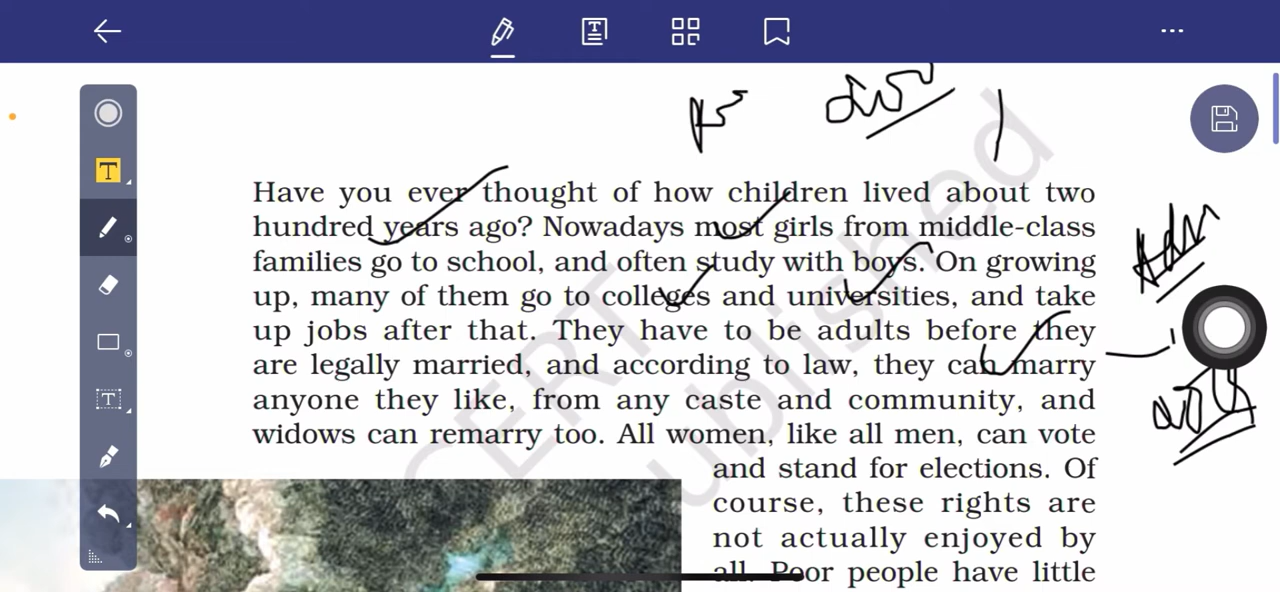 Have you ever thought of how children lived about two
hundred years ago? Nowadays most girls from middle-class
families go to school, and often study with boys. On growing
up, many of them go to colleges and universities, and take
up jobs after that. They have to be adults before they
are legally married, and according to law, they can marry
anyone they like, from any caste and community, and
widows can remarry too. All women, like all men, can vote
and stand for elections. Of
course, these rights are
not actually enjoyed by
all. Poor people have little